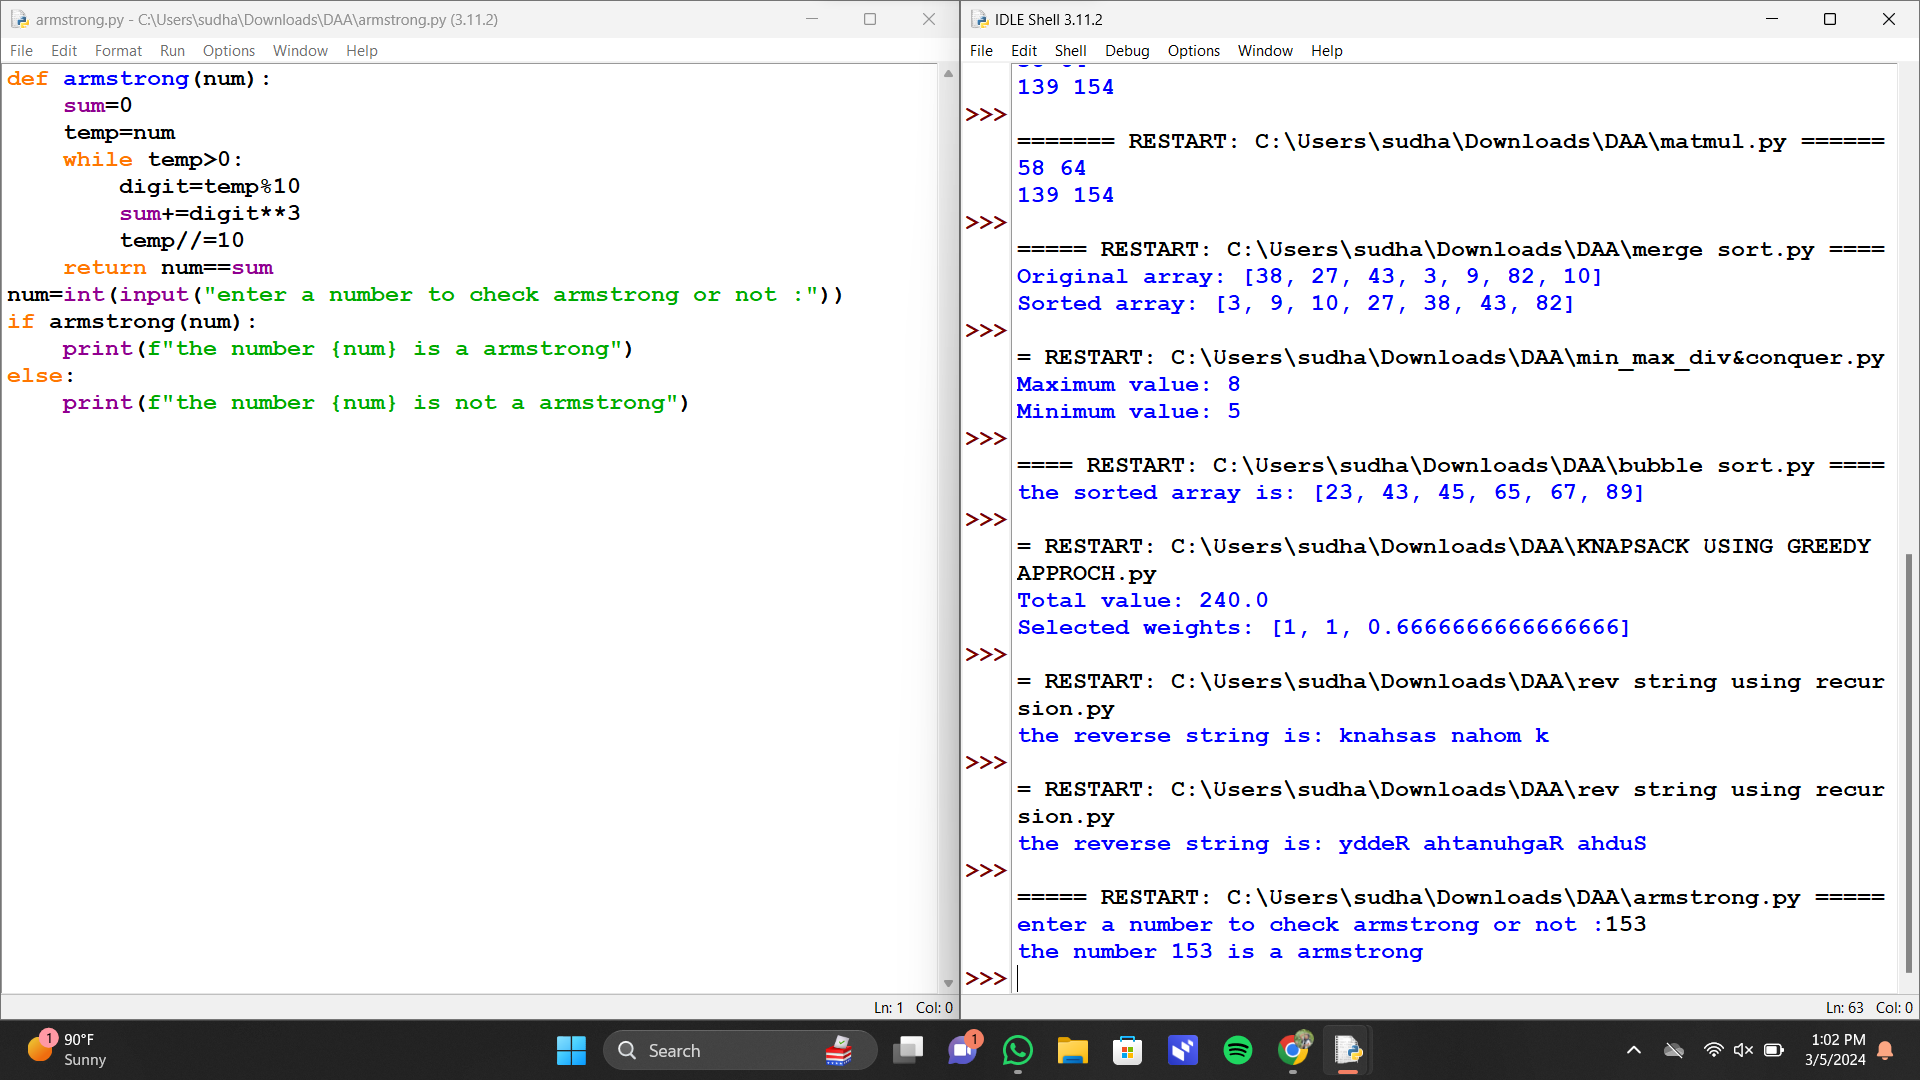 armstrong.py - C:\Users\sudha\Downloads\DAA\armstrong.py (3.11.2)
File Edit Format Run Options Window Help
def armstrong(num):
    sum=0
    temp=num
    while temp>0:
        digit=temp%10
        sum+=digit**3
        temp//=10
    return num==sum
num=int(input("enter a number to check armstrong or not :"))
if armstrong(num):
    print(f"the number {num} is a armstrong")
else:
    print(f"the number {num} is not a armstrong")
Ln: 1 Col: 0
IDLE Shell 3.11.2
File Edit Shell Debug Options Window Help
139 154
>>>
======= RESTART: C:\Users\sudha\Downloads\DAA\matmul.py ======
58 64
139 154
>>>
===== RESTART: C:\Users\sudha\Downloads\DAA\merge sort.py ====
Original array: [38, 27, 43, 3, 9, 82, 10]
Sorted array: [3, 9, 10, 27, 38, 43, 82]
>>>
= RESTART: C:\Users\sudha\Downloads\DAA\min_max_div&conquer.py
Maximum value: 8
Minimum value: 5
>>>
==== RESTART: C:\Users\sudha\Downloads\DAA\bubble sort.py ====
the sorted array is: [23, 43, 45, 65, 67, 89]
>>>
= RESTART: C:\Users\sudha\Downloads\DAA\KNAPSACK USING GREEDY
APPROCH.py
Total value: 240.0
Selected weights: [1, 1, 0.6666666666666666]
>>>
= RESTART: C:\Users\sudha\Downloads\DAA\rev string using recur
sion.py
the reverse string is: knahsas nahom k
>>>
= RESTART: C:\Users\sudha\Downloads\DAA\rev string using recur
sion.py
the reverse string is: yddeR ahtanuhgaR ahduS
>>>
===== RESTART: C:\Users\sudha\Downloads\DAA\armstrong.py =====
enter a number to check armstrong or not :153
the number 153 is a armstrong
>>>
Ln: 63 Col: 0
1
90°F
Sunny
Search
1
1:02 PM
3/5/2024